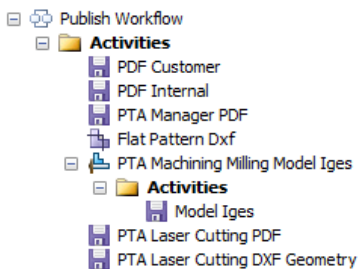 Publish Workflow
Activities
PDF Customer
PDF Internal
PTA Manager PDF
Flat Pattern Dxf
PTA Machining Milling Model Iges
Activities
Model Iges
PTA Laser Cutting PDF
PTA Laser Cutting DXF Geometry